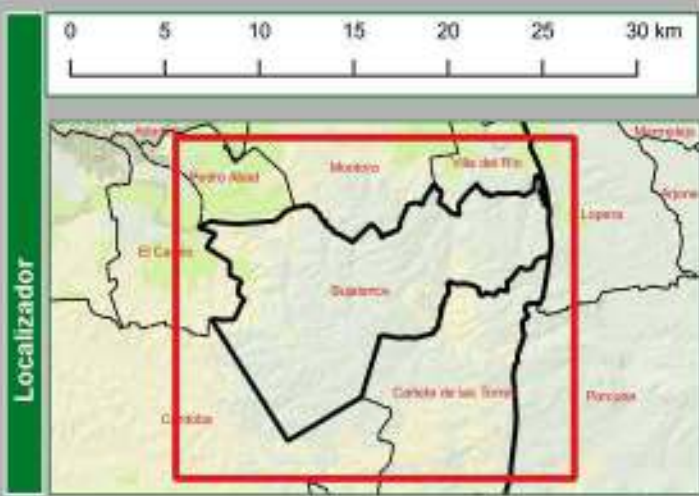 0 5 10 15 20 25 30 km
Localizador
Montoro
Villa del Río
Pedro Abad
Lopera
El Carpio
Bujalance
Cañete de las Torres
Porcuna
Córdoba